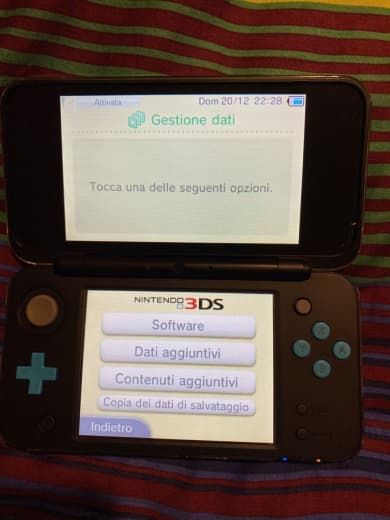 Attivata
Dom 20/12 22:28
Gestione dati
Tocca una delle seguenti opzioni.
NINTENDO 3DS
Software
Dati aggiuntivi
Contenuti aggiuntivi
Copia dei dati di salvataggio
Indietro
X
Y
A
B